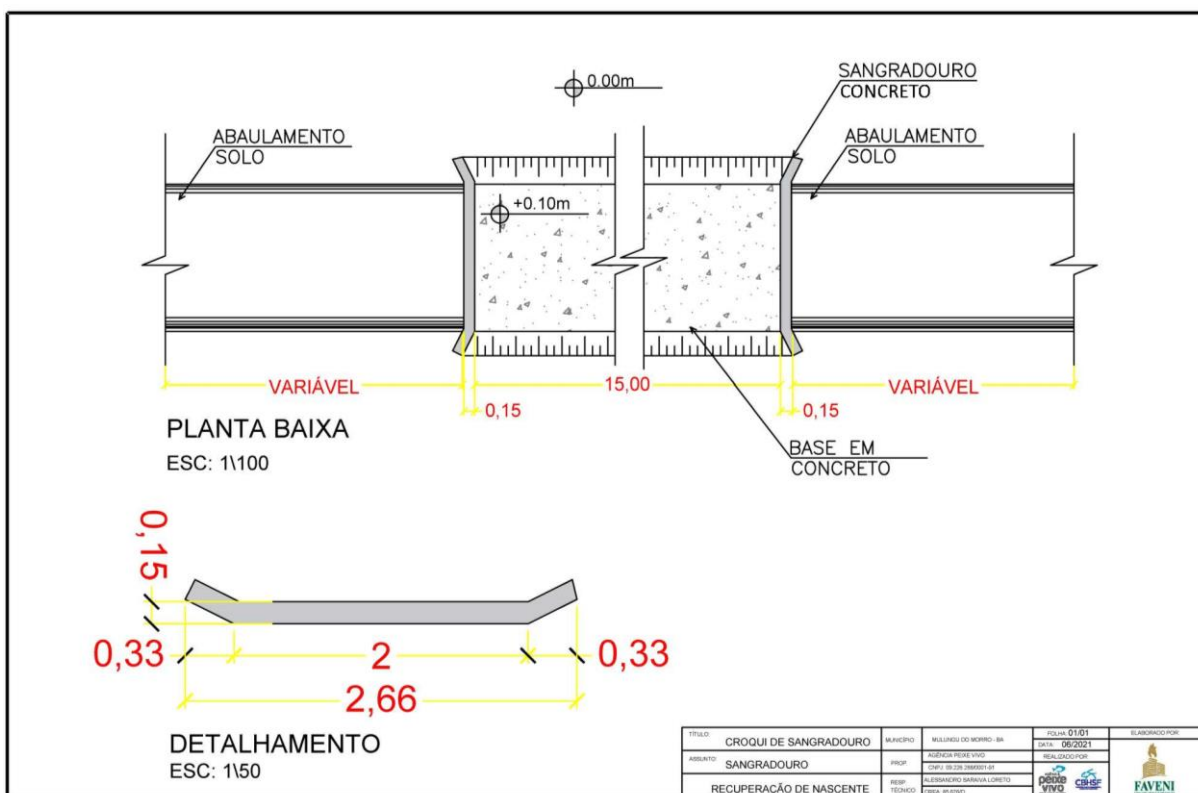 0.00m
SANGRADOURO
CONCRETO
ABAULAMENTO
SOLO
ABAULAMENTO
SOLO
+0.10m
VARIÁVEL
15,00
VARIÁVEL
0,15
0,15
PLANTA BAIXA
ESC: 1\100
BASE EM
CONCRETO
0,15
0,33
2
0,33
2,66
DETALHAMENTO
ESC: 1\50
TÍTULO:
CROQUI DE SANGRADOURO
MUNICÍPIO
MULUNGU DO MORRO - BA
FOLHA: 01/01
DATA: 06/2021
ELABORADO POR:
ASSUNTO:
SANGRADOURO
PROP.
AGÊNCIA PEIXE VIVO
REALIZADO POR:
RECUPERAÇÃO DE NASCENTE
RESP.
TÉCNICO
ALESSANDRO SARAIVA LORETO
peixe
vivo
CBHSF
FAVENI